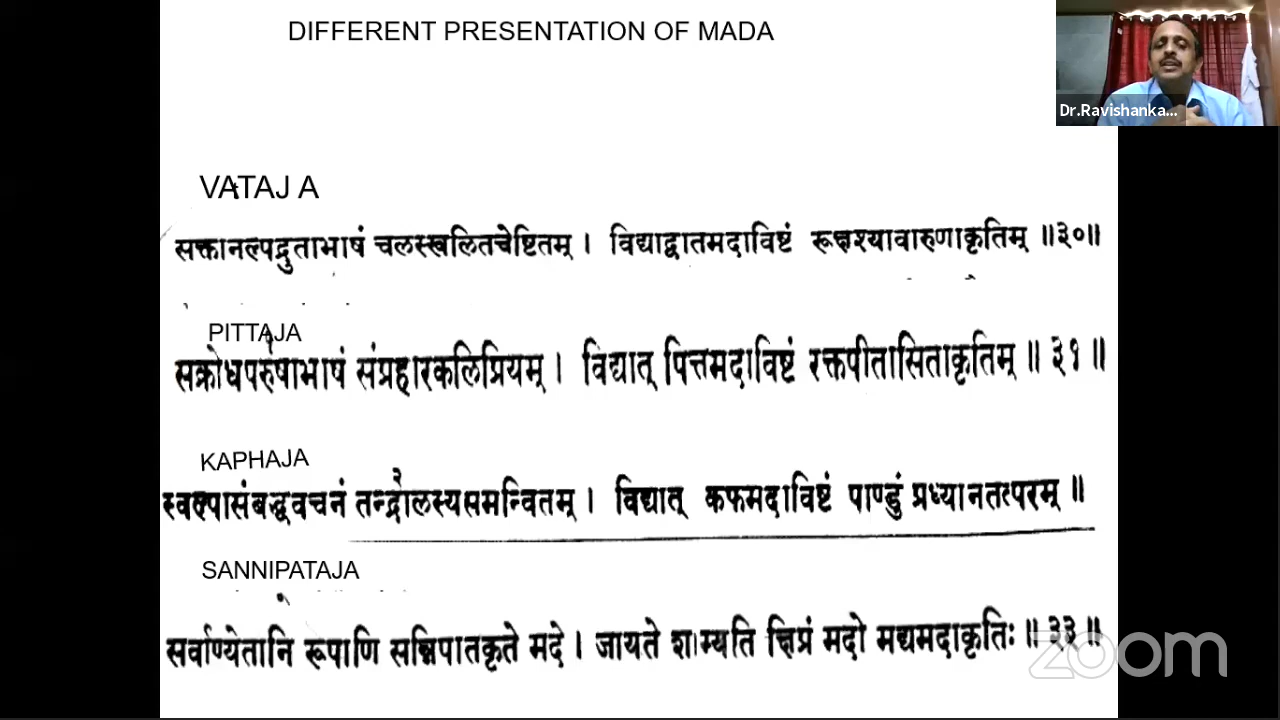 DIFFERENT PRESENTATION OF MADA
Dr.Ravishanka...
VATAJ A
सक्तानल्पद्रुताभाषं चलस्खलितचेष्टितम् । विद्याद्वातमदाविष्टं रूक्षश्यावारुणाकृतिम् ॥३०॥
PITTAJA
सक्रोधपरुषाभाषं संप्रहारकलिप्रियम् । विद्यात् पित्तमदाविष्टं रक्तपीतासिताकृतिम् ॥ ३१ ॥
KAPHAJA
स्वल्पासंबद्धवचनं तन्द्रालस्यसमन्वितम् । विद्यात् कफमदाविष्टं पाण्डुं प्रध्यानतत्परम् ॥
SANNIPATAJA
सर्वाण्येतानि रूपाणि सन्निपातकृते मदे । जायते शाम्यति क्षिप्रं मदो मद्यमदाकृतिः ॥ ३३ ॥
zoom